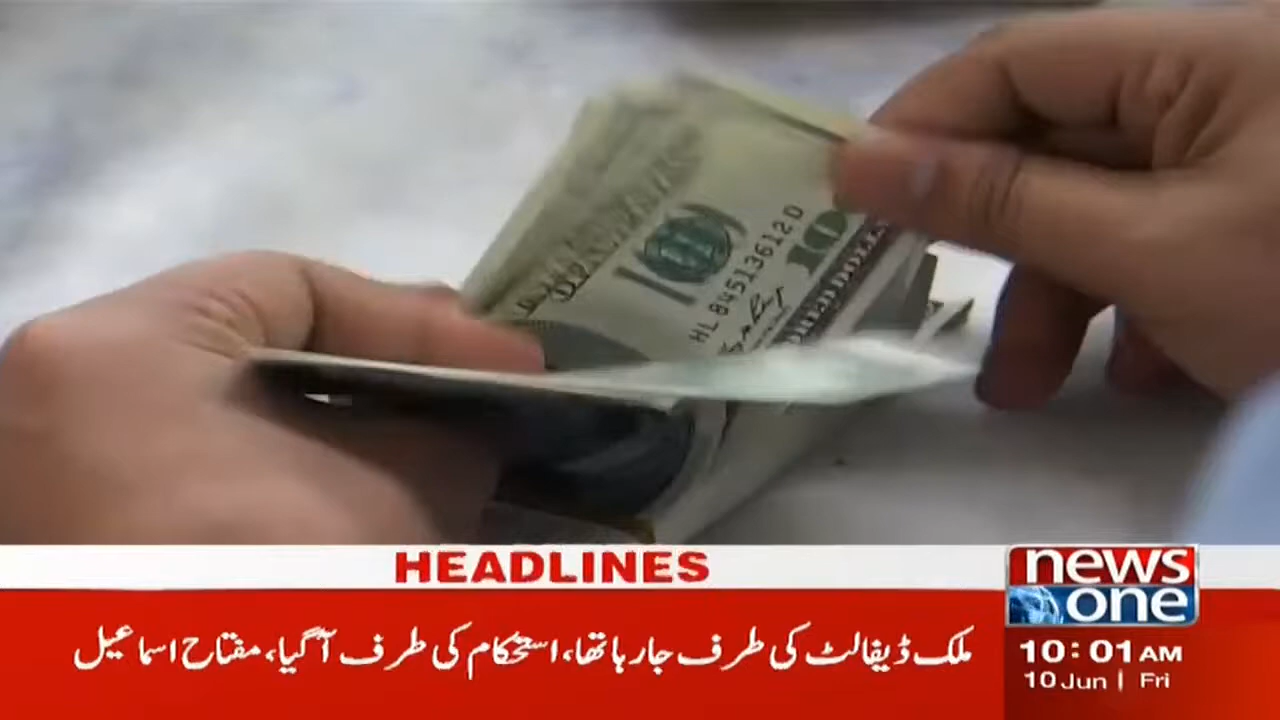 100
HL 84513612 D
HEADLINES
ملک ڈیفالٹ کی طرف جارہا تھا، استحکام کی طرف آگیا، مفتاح اسماعیل
news
one
10:01 AM
10 Jun | Fri